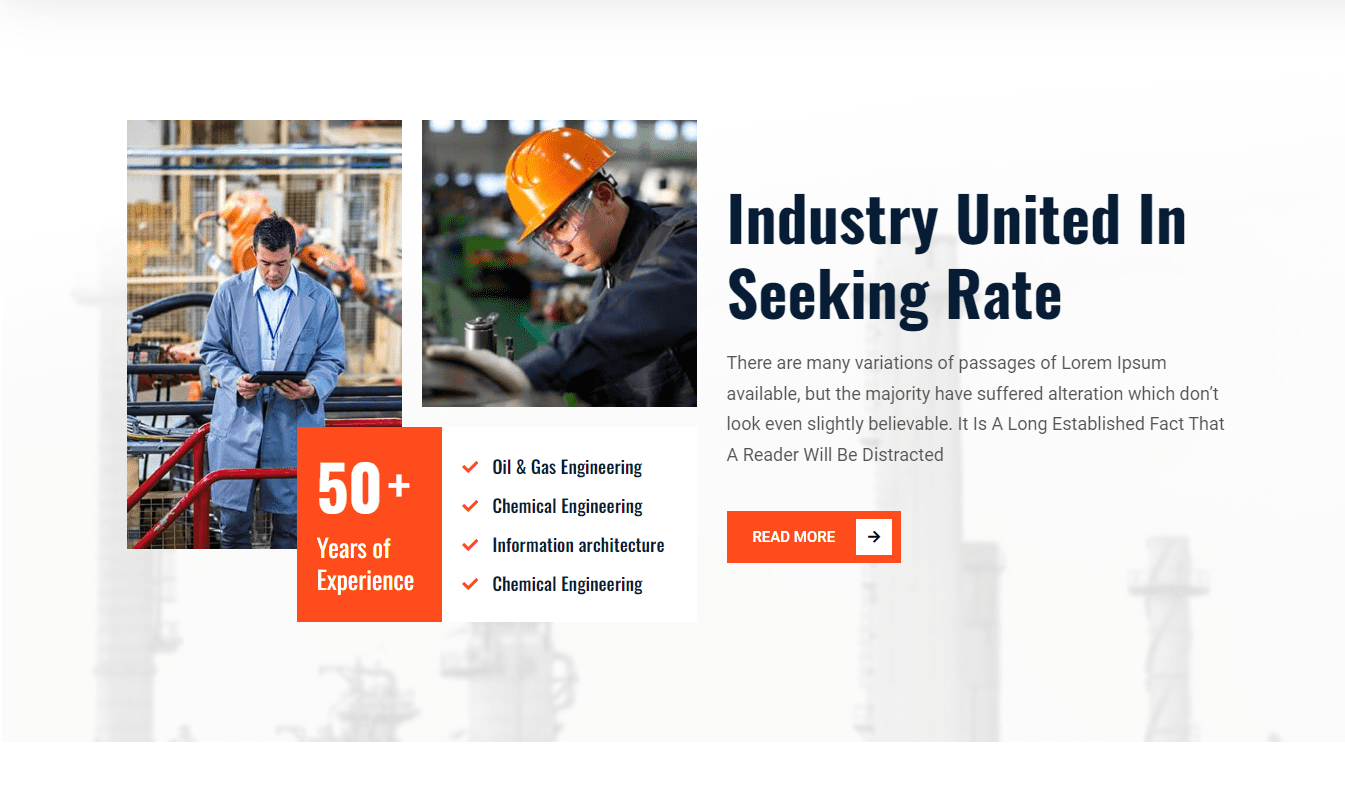 Industry United In
Seeking Rate
There are many variations of passages of Lorem Ipsum
available, but the majority have suffered alteration which don’t
look even slightly believable. It Is A Long Established Fact That
A Reader Will Be Distracted
READ MORE
50+
Years of
Experience
Oil & Gas Engineering
Chemical Engineering
Information architecture
Chemical Engineering